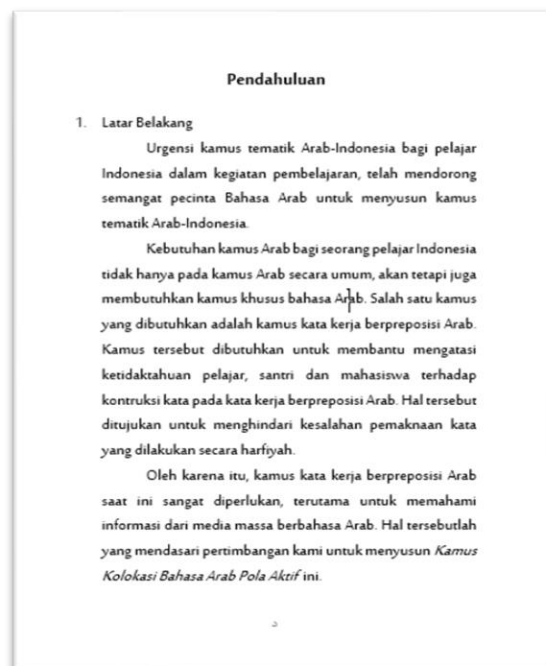 Pendahuluan
1. Latar Belakang
Urgensi kamus tematik Arab-Indonesia bagi pelajar
Indonesia dalam kegiatan pembelajaran, telah mendorong
semangat pecinta Bahasa Arab untuk menyusun kamus
tematik Arab-Indonesia.
Kebutuhan kamus Arab bagi seorang pelajar Indonesia
tidak hanya pada kamus Arab secara umum, akan tetapi juga
membutuhkan kamus khusus bahasa Arab. Salah satu kamus
yang dibutuhkan adalah kamus kata kerja berpreposisi Arab.
Kamus tersebut dibutuhkan untuk membantu mengatasi
ketidaktahuan pelajar, santri dan mahasiswa terhadap
kontruksi kata pada kata kerja berpreposisi Arab. Hal tersebut
ditujukan untuk menghindari kesalahan pemaknaan kata
yang dilakukan secara harfiyah.
Oleh karena itu, kamus kata kerja berpreposisi Arab
saat ini sangat diperlukan, terutama untuk memahami
informasi dari media massa berbahasa Arab. Hal tersebutlah
yang mendasari pertimbangan kami untuk menyusun Kamus
Kolokasi Bahasa Arab Pola Aktif ini.